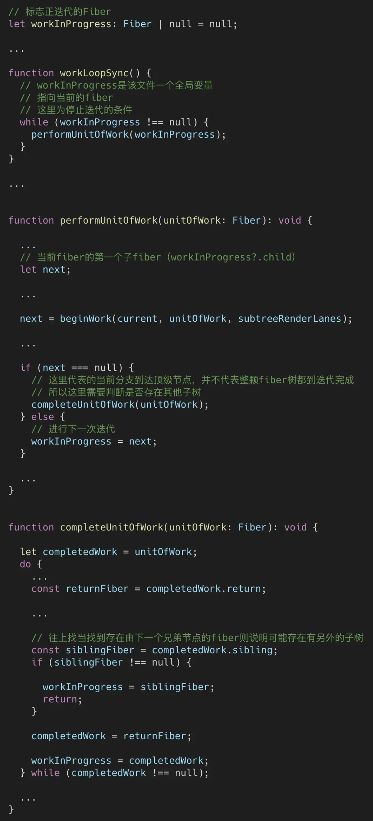 // 标志正迭代的Fiber
let workInProgress: Fiber | null = null;
...
function workLoopSync() {
// workInProgress是该文件一个全局变量
// 指向当前的fiber
// 这里为停止迭代的条件
while (workInProgress !== null) {
performUnitOfWork(workInProgress);
}
}
...
function performUnitOfWork(unitOfWork: Fiber): void {
...
// 当前fiber的第一个子fiber (workInProgress?.child)
let next;
...
next = beginWork(current, unitOfWork, subtreeRenderLanes);
...
if (next === null) {
// 这里代表的当前分支到达顶级节点，并不代表整颗fiber树都到迭代完成
// 所以这里需要判断是否存在其他子树
completeUnitOfWork(unitOfWork);
} else {
// 进行下一次迭代
workInProgress = next;
}
...
}
function completeUnitOfWork(unitOfWork: Fiber): void {
let completedWork = unitOfWork;
do {
...
const returnFiber = completedWork.return;
...
// 往上找当找到存在由下一个兄弟节点的fiber则说明可能存在有另外的子树
const siblingFiber = completedWork.sibling;
if (siblingFiber !== null) {
workInProgress = siblingFiber;
return;
}
completedWork = returnFiber;
workInProgress = completedWork;
} while (completedWork !== null);
...
}